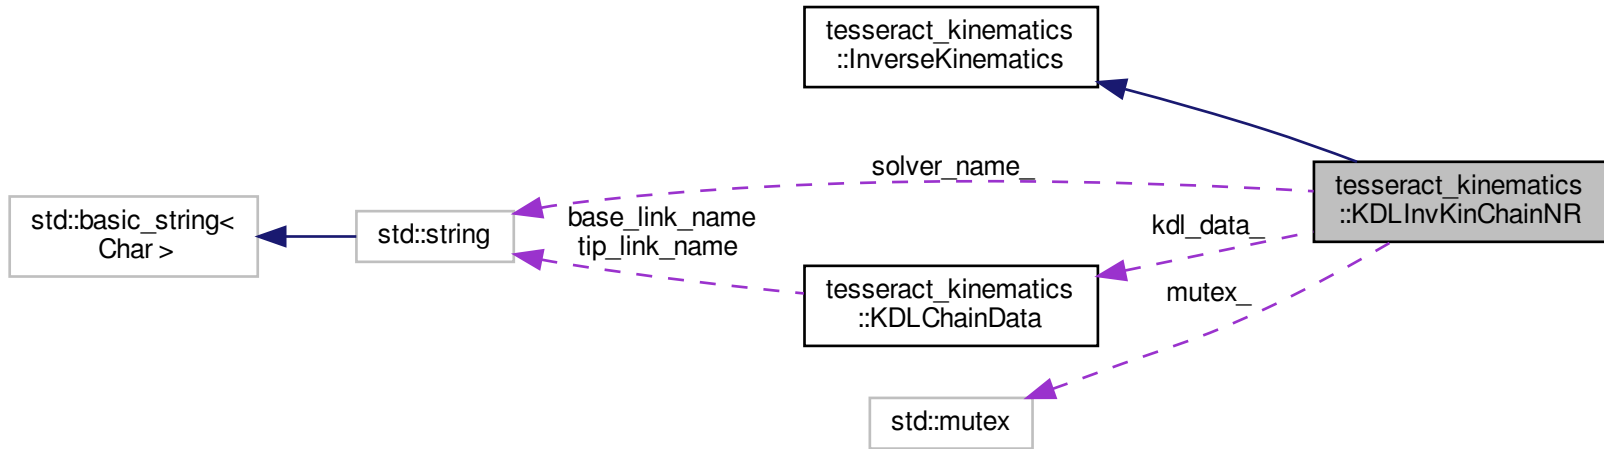 tesseract_kinematics
::InverseKinematics
solver_name_
tesseract_kinematics
::KDLInvKinChainNR
std::basic_string<
Char >
std::string
base_link_name
tip_link_name
kdl_data_
tesseract_kinematics
::KDLChainData
mutex_
std::mutex